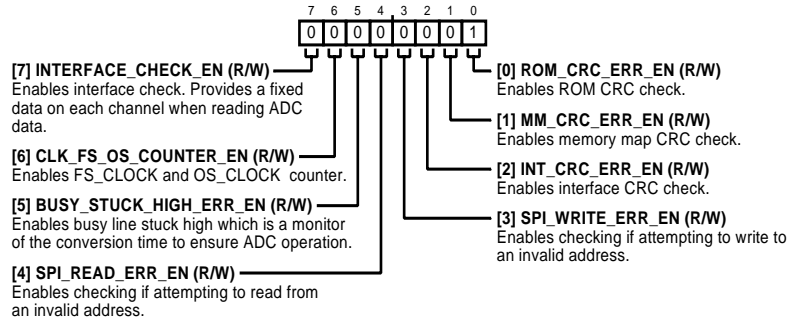 7 6 5 4 3 2 1 0
0 0 0 0 0 0 0 1
[7] INTERFACE_CHECK_EN (R/W)
Enables interface check. Provides a fixed
data on each channel when reading ADC
data.
[6] CLK_FS_OS_COUNTER_EN (R/W)
Enables FS_CLOCK and OS_CLOCK counter.
[5] BUSY_STUCK_HIGH_ERR_EN (R/W)
Enables busy line stuck high which is a monitor
of the conversion time to ensure ADC operation.
[4] SPI_READ_ERR_EN (R/W)
Enables checking if attempting to read from
an invalid address.
[0] ROM_CRC_ERR_EN (R/W)
Enables ROM CRC check.
[1] MM_CRC_ERR_EN (R/W)
Enables memory map CRC check.
[2] INT_CRC_ERR_EN (R/W)
Enables interface CRC check.
[3] SPI_WRITE_ERR_EN (R/W)
Enables checking if attempting to write to
an invalid address.